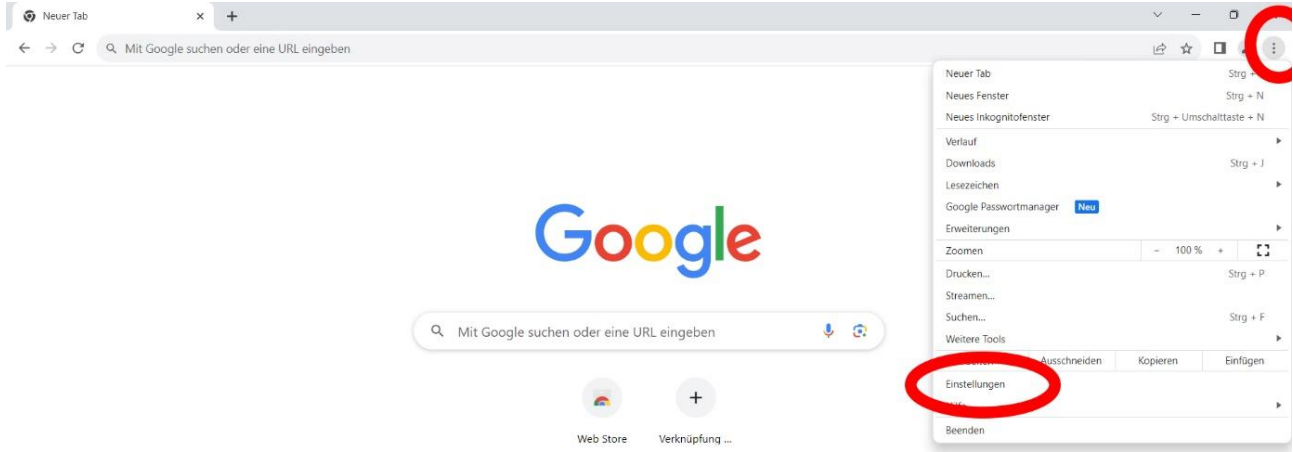 Neuer Tab
Mit Google suchen oder eine URL eingeben
Neuer Tab Strg +
Neues Fenster Strg + N
Neues Inkognitofenster Strg + Umschalttaste + N
Verlauf
Downloads Strg + J
Lesezeichen
Google Passwortmanager Neu
Erweiterungen
Zoomen - 100 % +
Drucken... Strg + P
Streamen...
Suchen... Strg + F
Weitere Tools
Ausschneiden Kopieren Einfügen
Einstellungen
Beenden
Google
Mit Google suchen oder eine URL eingeben
Web Store Verknüpfung ...